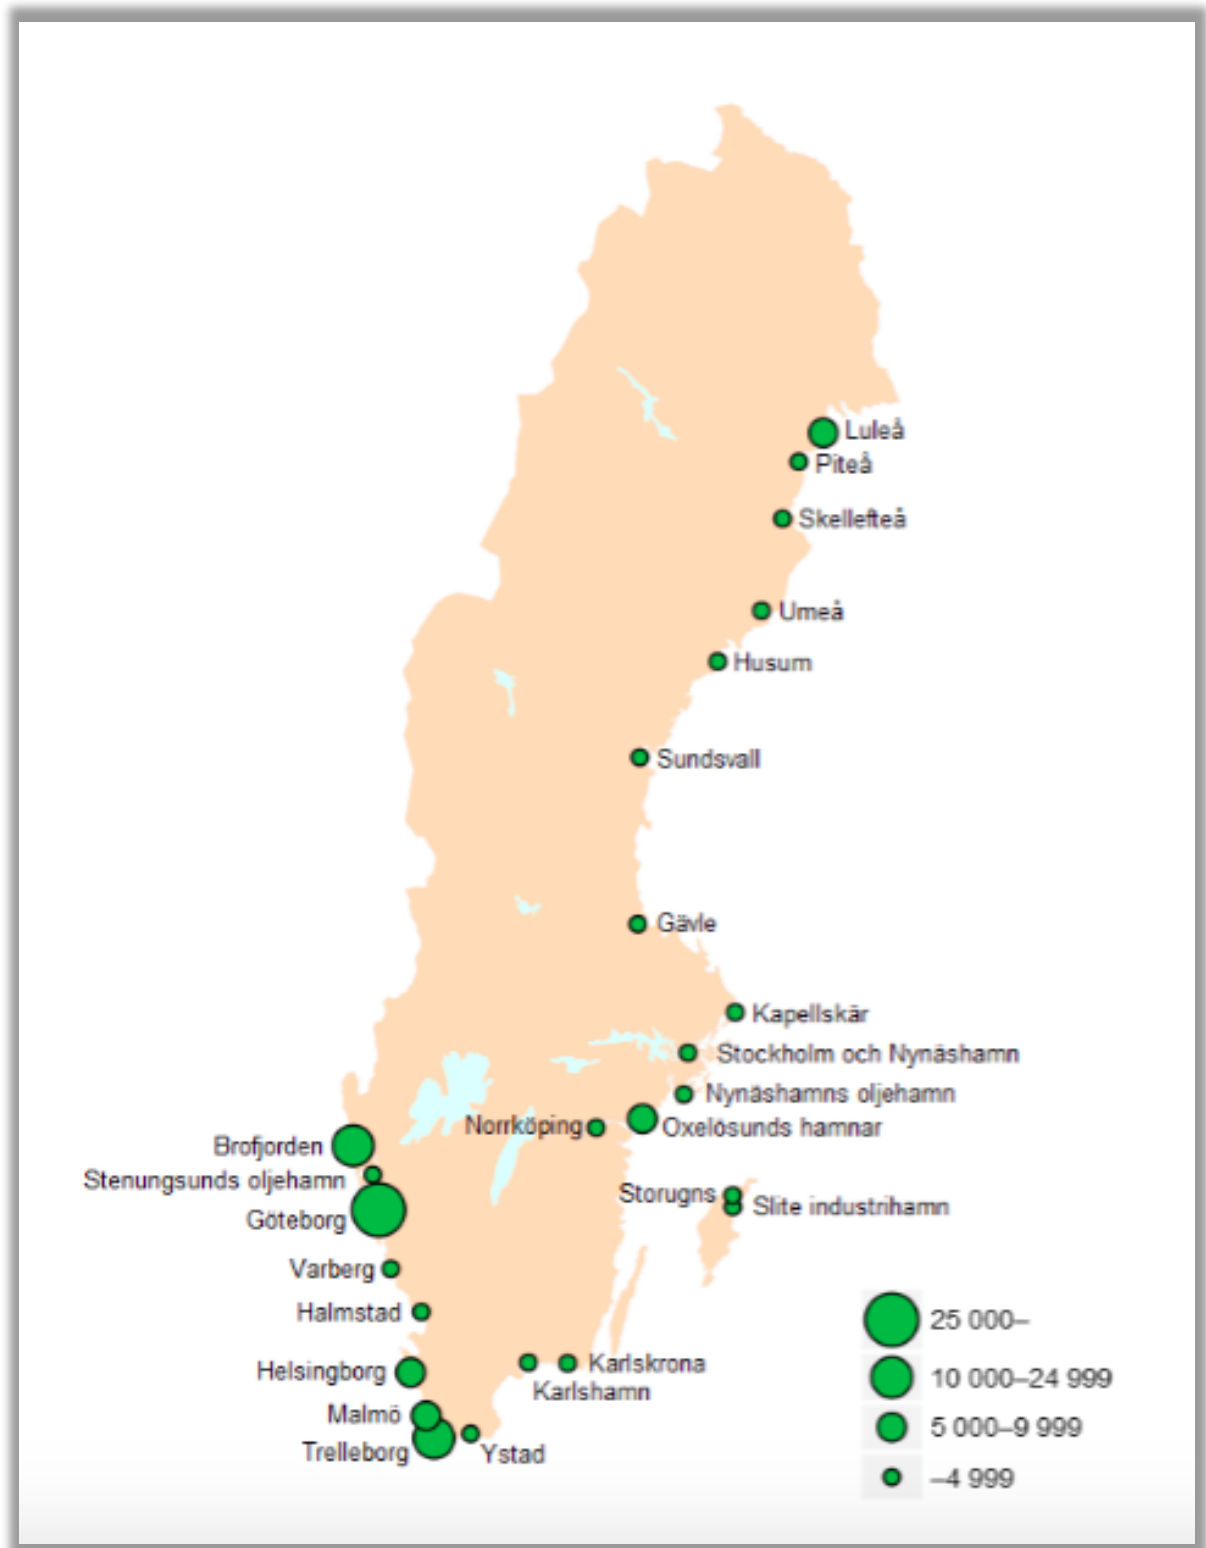 Luleå
Piteå
Skellefteå
Umeå
Husum
Sundsvall
Gävle
Kapellskär
Stockholm och Nynäshamn
Nynäshamns oljehamn
Norrköping
Oxelösunds hamnar
Brofjorden
Stenungsunds oljehamn
Storugns
Slite industrihamn
Göteborg
Varberg
Halmstad
25 000–
Helsingborg
Karlskrona
10 000–24 999
Karlshamn
Malmö
5 000–9 999
Trelleborg
Ystad
–4 999